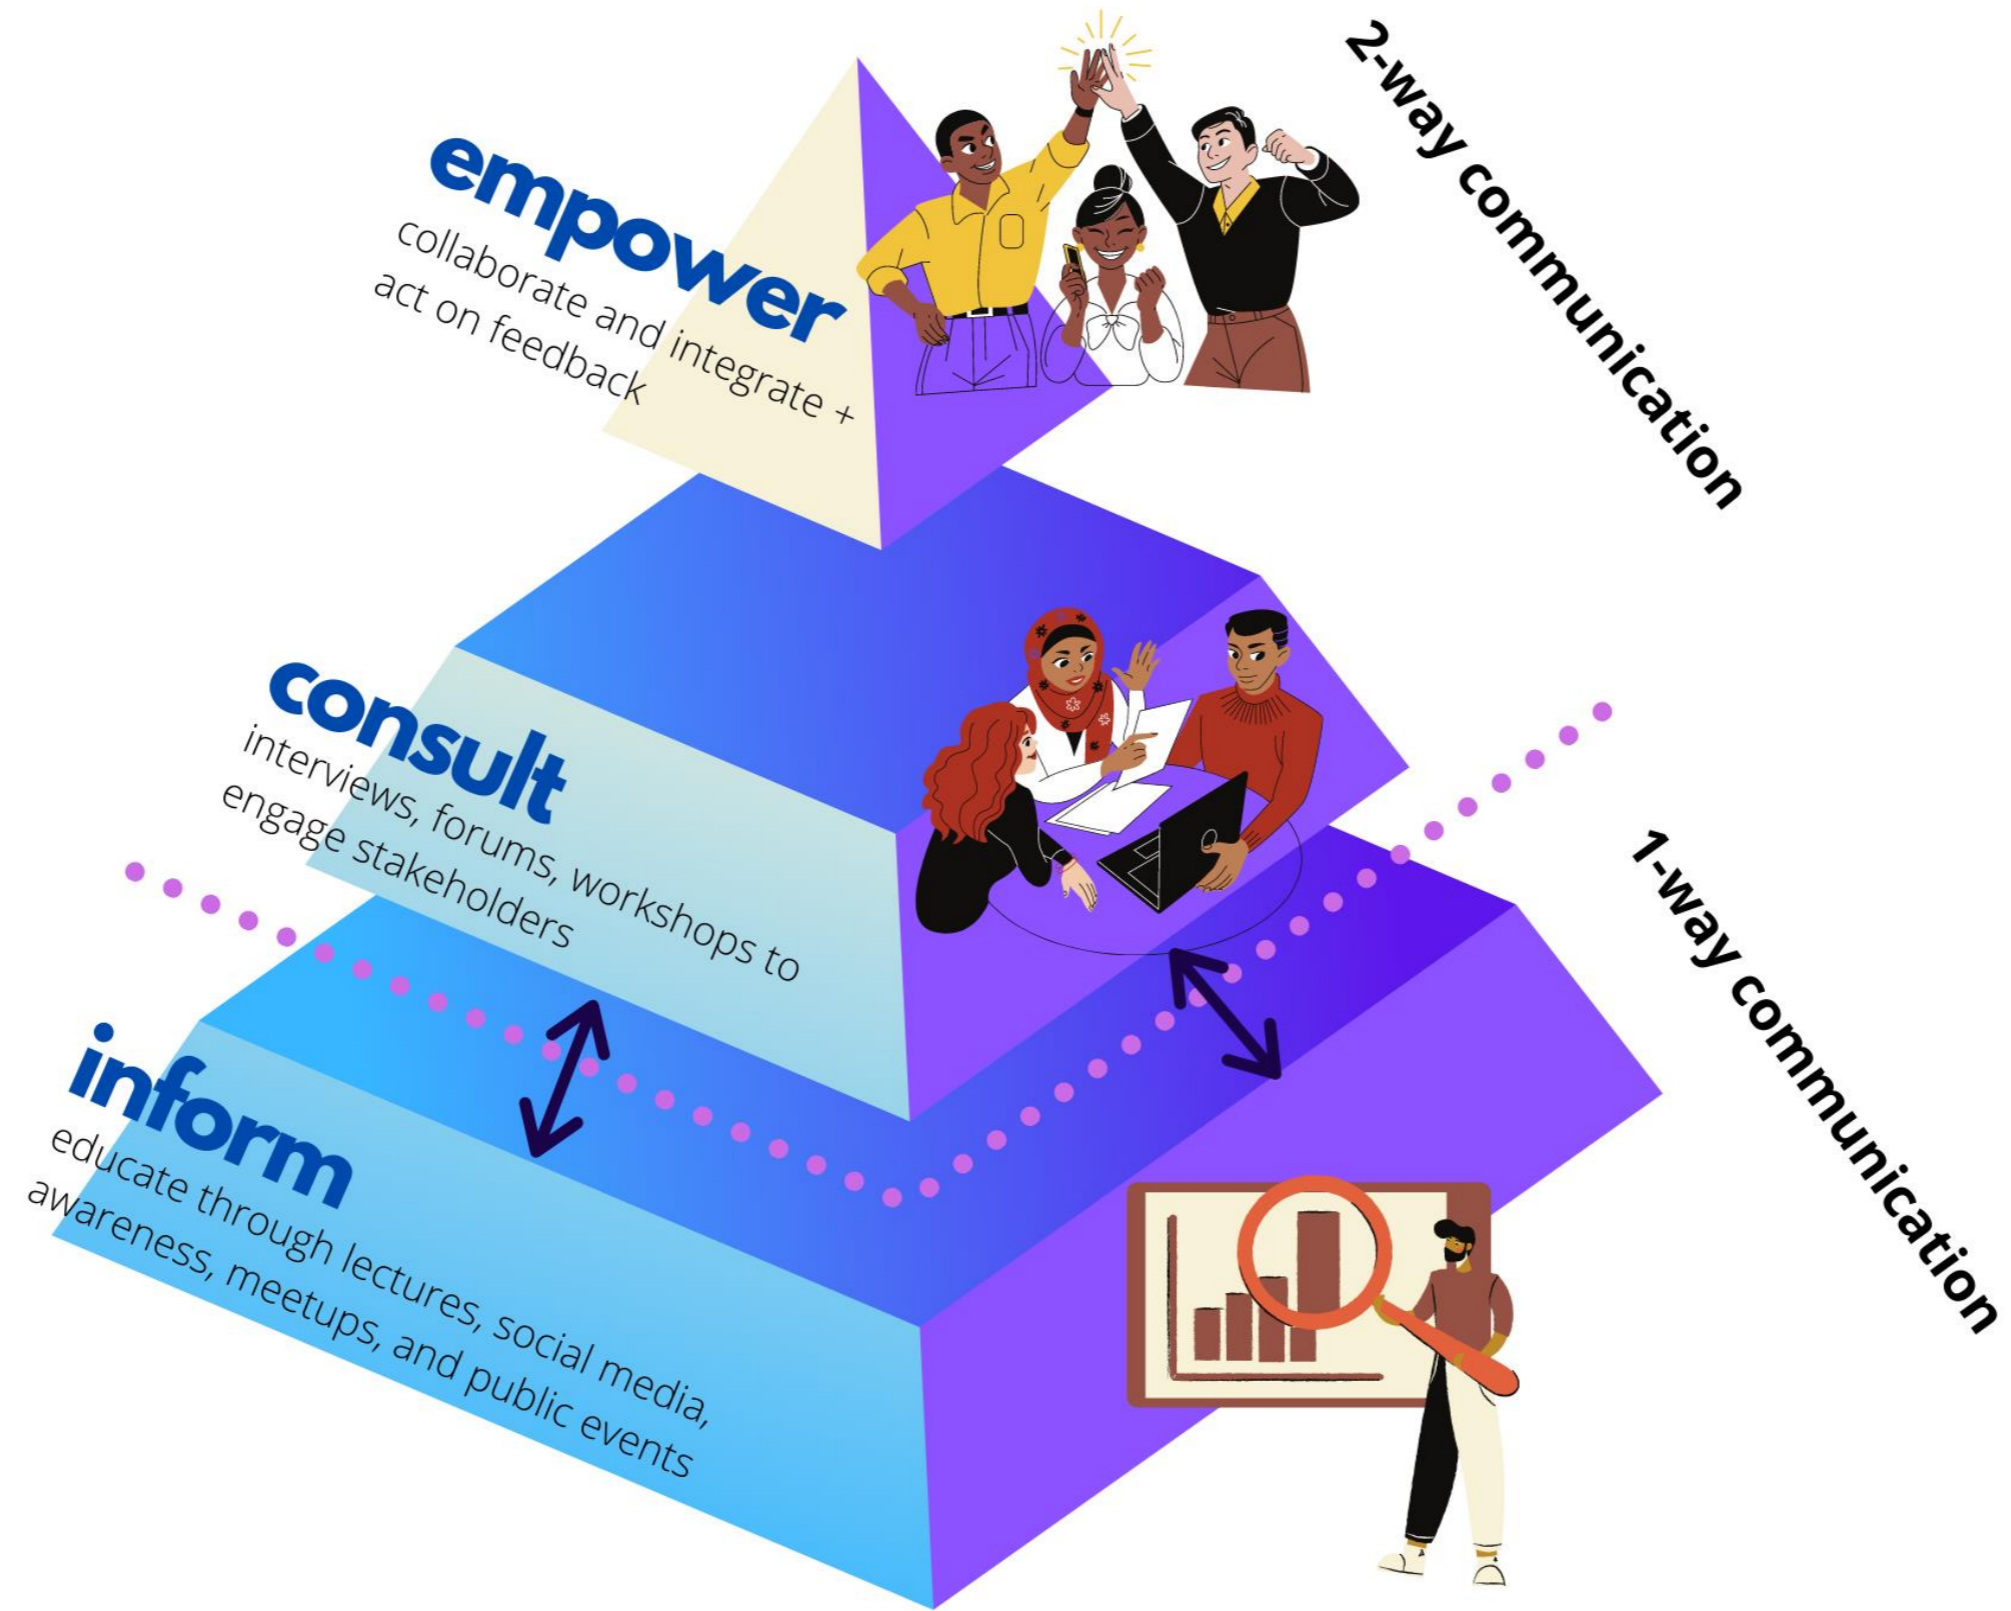 empower
collaborate and integrate +
act on feedback
2-way communication
consult
interviews, forums, workshops to
engage stakeholders
1-way communication
inform
educate through lectures, social media,
awareness, meetups, and public events